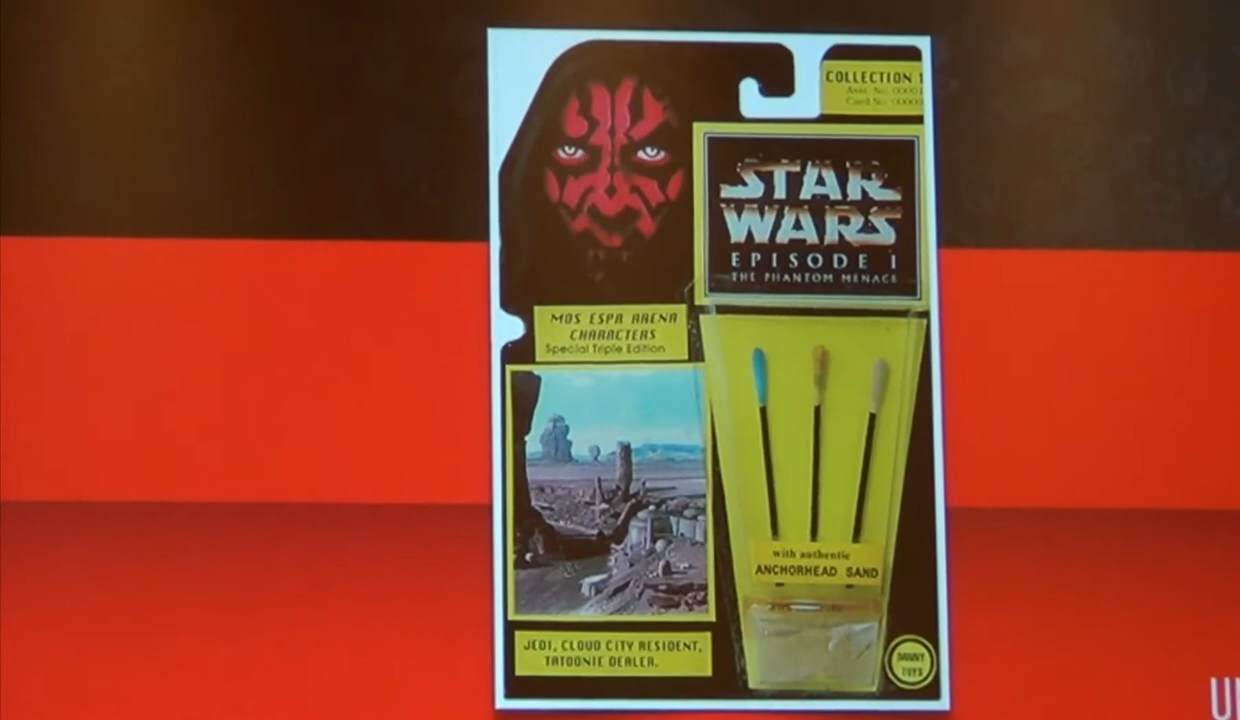 COLLECTION 1
STAR
WARS
EPISODE I
THE PHANTOM MENACE
MOS ESPA ARENA
CHARACTERS
Special Triple Edition
with authentic
ANCHORHEAD SAND
JEDI, CLOUD CITY RESIDENT,
TATOONIE DEALER.
TOYS